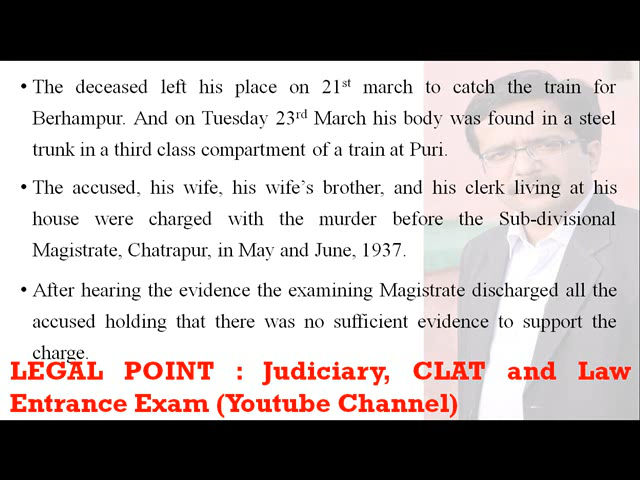 • The deceased left his place on 21st march to catch the train for
Berhampur. And on Tuesday 23rd March his body was found in a steel
trunk in a third class compartment of a train at Puri.
• The accused, his wife, his wife's brother, and his clerk living at his
house were charged with the murder before the Sub-divisional
Magistrate, Chatrapur, in May and June, 1937.
• After hearing the evidence the examining Magistrate discharged all the
accused holding that there was no sufficient evidence to support the
charge.
LEGAL POINT : Judiciary, CLAT and Law
Entrance Exam (Youtube Channel)